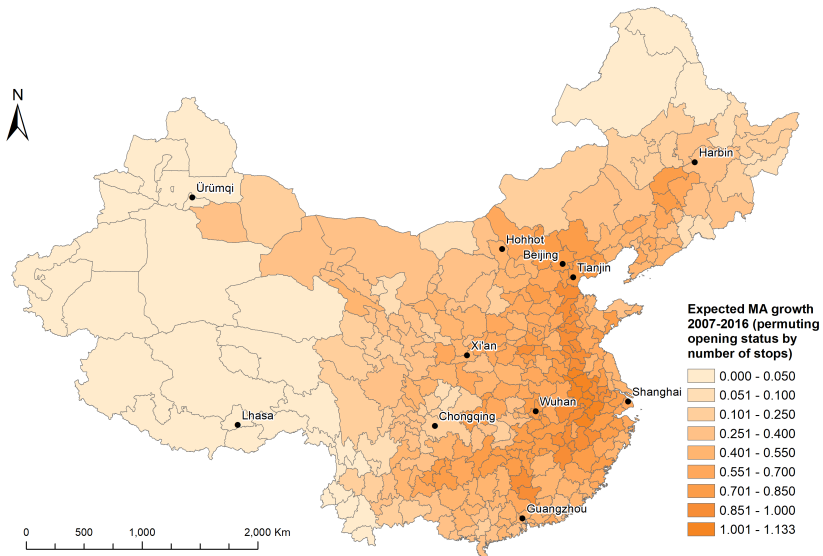 N
Harbin
Ürümqi
Hohhot
Beijing
Tianjin
Xi'an
Shanghai
Wuhan
Chongqing
Lhasa
Guangzhou
Expected MA growth
2007-2016 (permuting
opening status by
number of stops)
0.000 - 0.050
0.051 - 0.100
0.101 - 0.250
0.251 - 0.400
0.401 - 0.550
0.551 - 0.700
0.701 - 0.850
0.851 - 1.000
1.001 - 1.133
0 500 1,000 2,000 Km